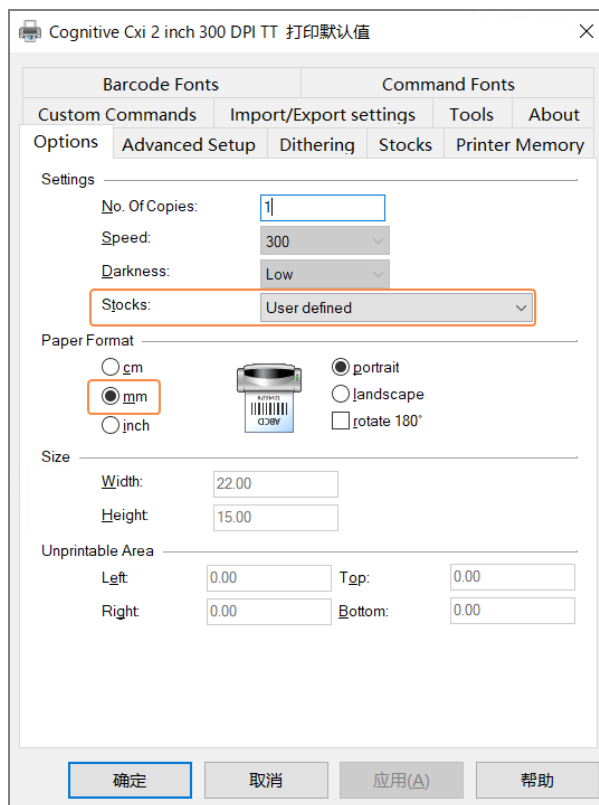 Cognitive Cxi 2 inch 300 DPI TT 打印默认值
Barcode Fonts Command Fonts
Custom Commands Import/Export settings Tools About
Options Advanced Setup Dithering Stocks Printer Memory
Settings
No. Of Copies: 1
Speed: 300
Darkness: Low
Stocks: User defined
Paper Format
cm portrait
mm landscape
inch rotate 180°
ABCD
Size
Width: 22.00
Height: 15.00
Unprintable Area
Left: 0.00 Top: 0.00
Right: 0.00 Bottom: 0.00
确定 取消 应用(A) 帮助